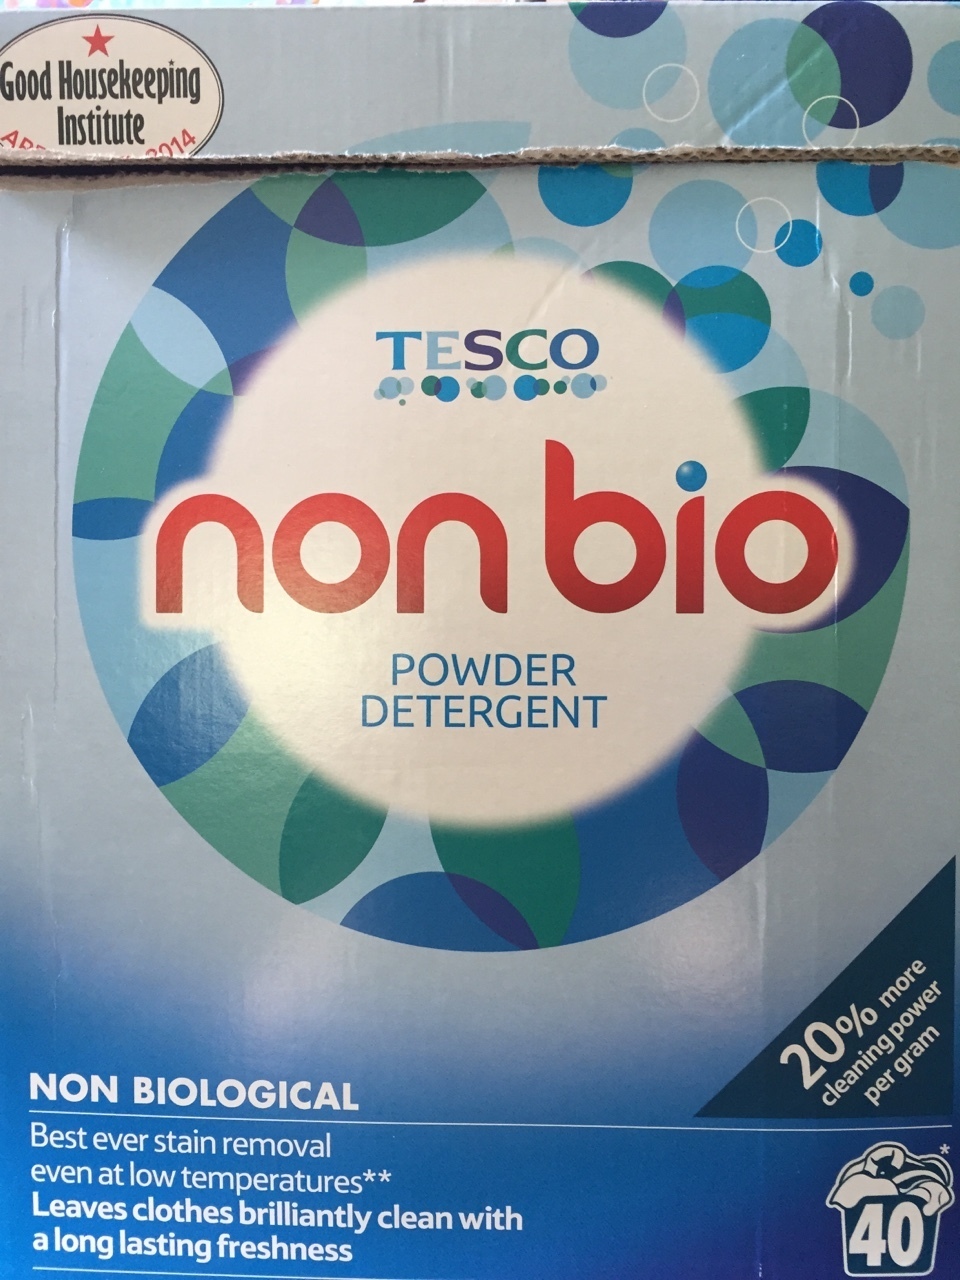 Good Housekeeping
Institute
2014
TESCO
non bio
POWDER
DETERGENT
20% more
cleaning power
per gram
NON BIOLOGICAL
Best ever stain removal
even at low temperatures**
Leaves clothes brilliantly clean with
a long lasting freshness
*
40